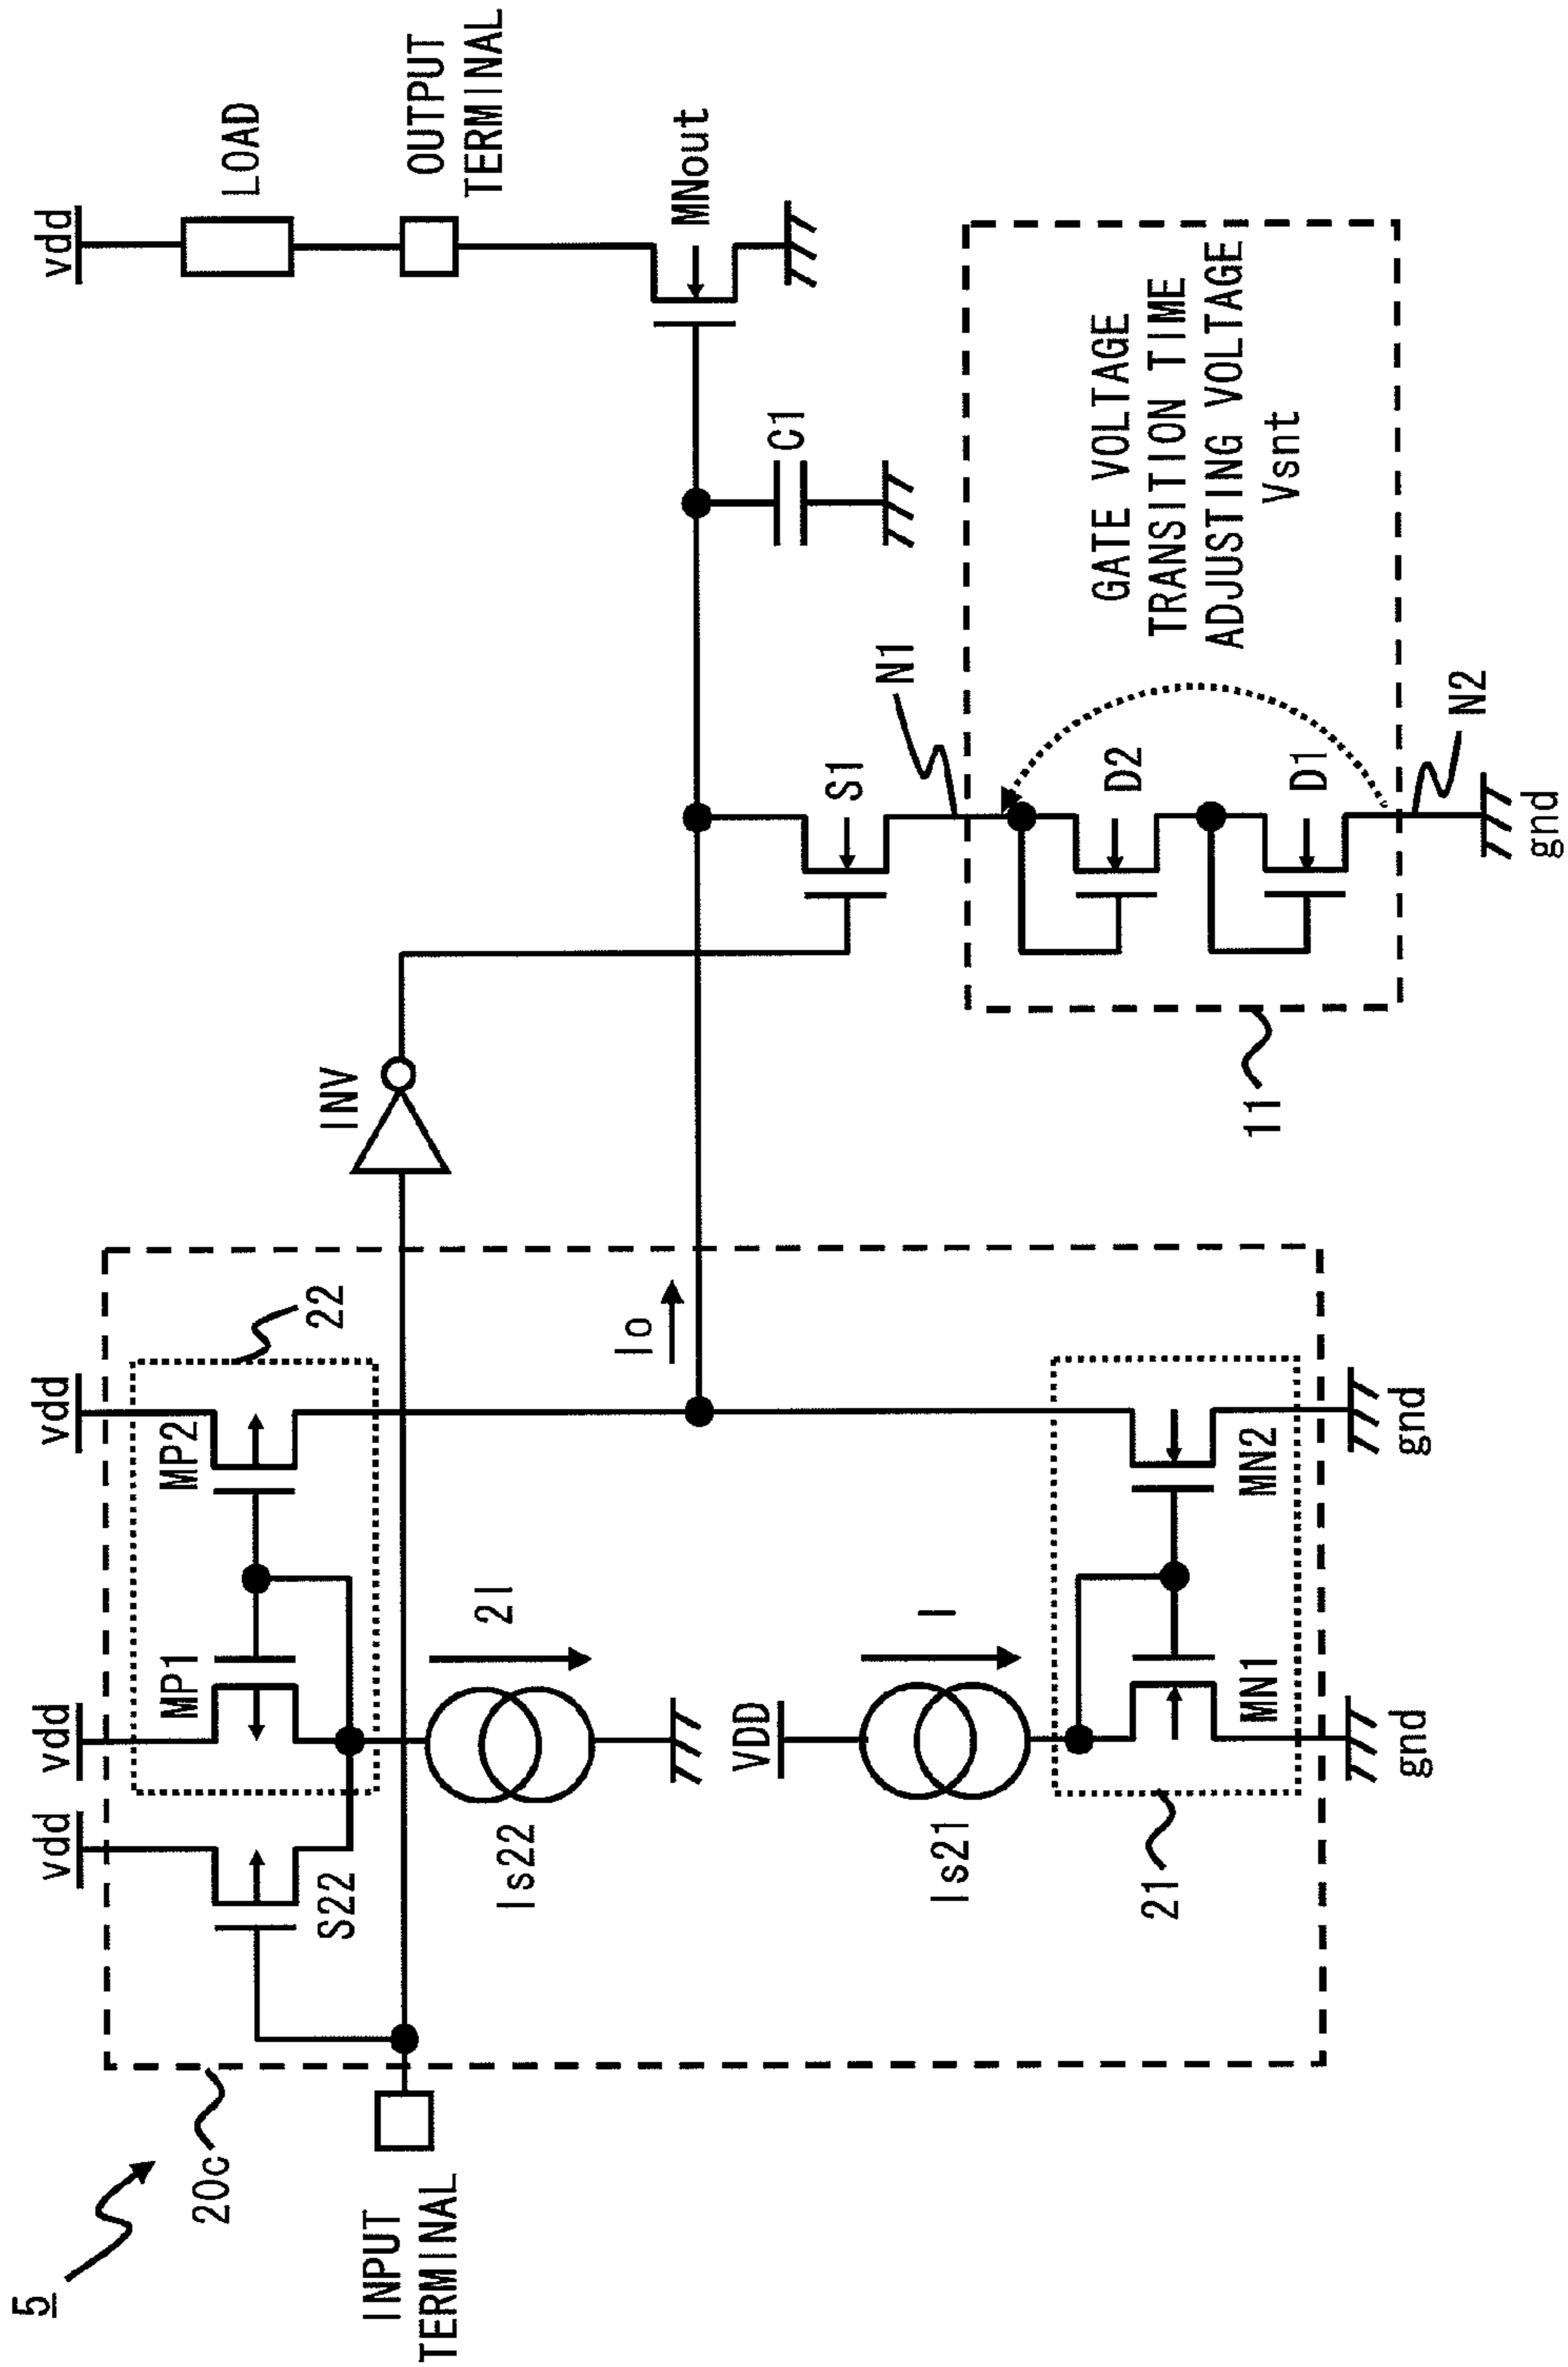 5
20c
INPUT
TERMINAL
vdd
vdd
vdd
S22
MP1
MP2
22
2I
Is22
Io
VDD
I
Is21
21
MN1
MN2
gnd
gnd
INV
S1
N1
C1
vdd
LOAD
OUTPUT
TERMINAL
MNout
11
D2
D1
GATE VOLTAGE
TRANSITION TIME
ADJUSTING VOLTAGE
Vsnt
N2
gnd